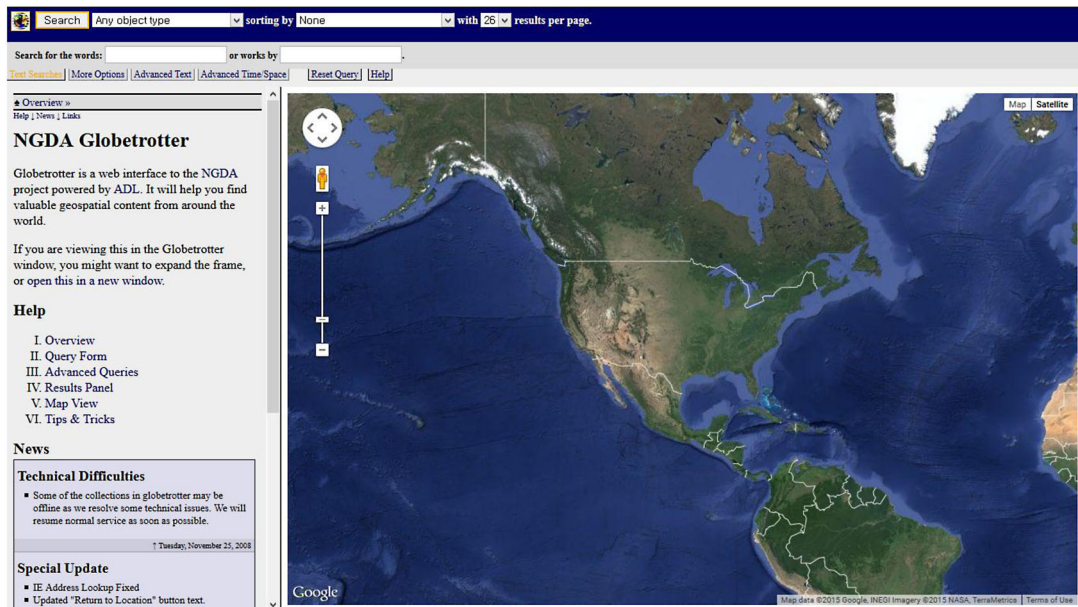 Search Any object type sorting by None with 26 results per page.
Search for the words: or works by .
Text Searches More Options Advanced Text Advanced Time/Space Reset Query Help
Overview »
Help ↓ News ↓ Links
NGDA Globetrotter
Globetrotter is a web interface to the NGDA
project powered by ADL. It will help you find
valuable geospatial content from around the
world.
If you are viewing this in the Globetrotter
window, you might want to expand the frame,
or open this in a new window.
Help
I. Overview
II. Query Form
III. Advanced Queries
IV. Results Panel
V. Map View
VI. Tips & Tricks
News
Technical Difficulties
Some of the collections in globetrotter may be
offline as we resolve some technical issues. We will
resume normal service as soon as possible.
↑ Tuesday, November 25, 2008
Special Update
IE Address Lookup Fixed
Updated "Return to Location" button text.
Map Satellite
Google
Map data ©2015 Google, INEGI Imagery ©2015 NASA, TerraMetrics Terms of Use